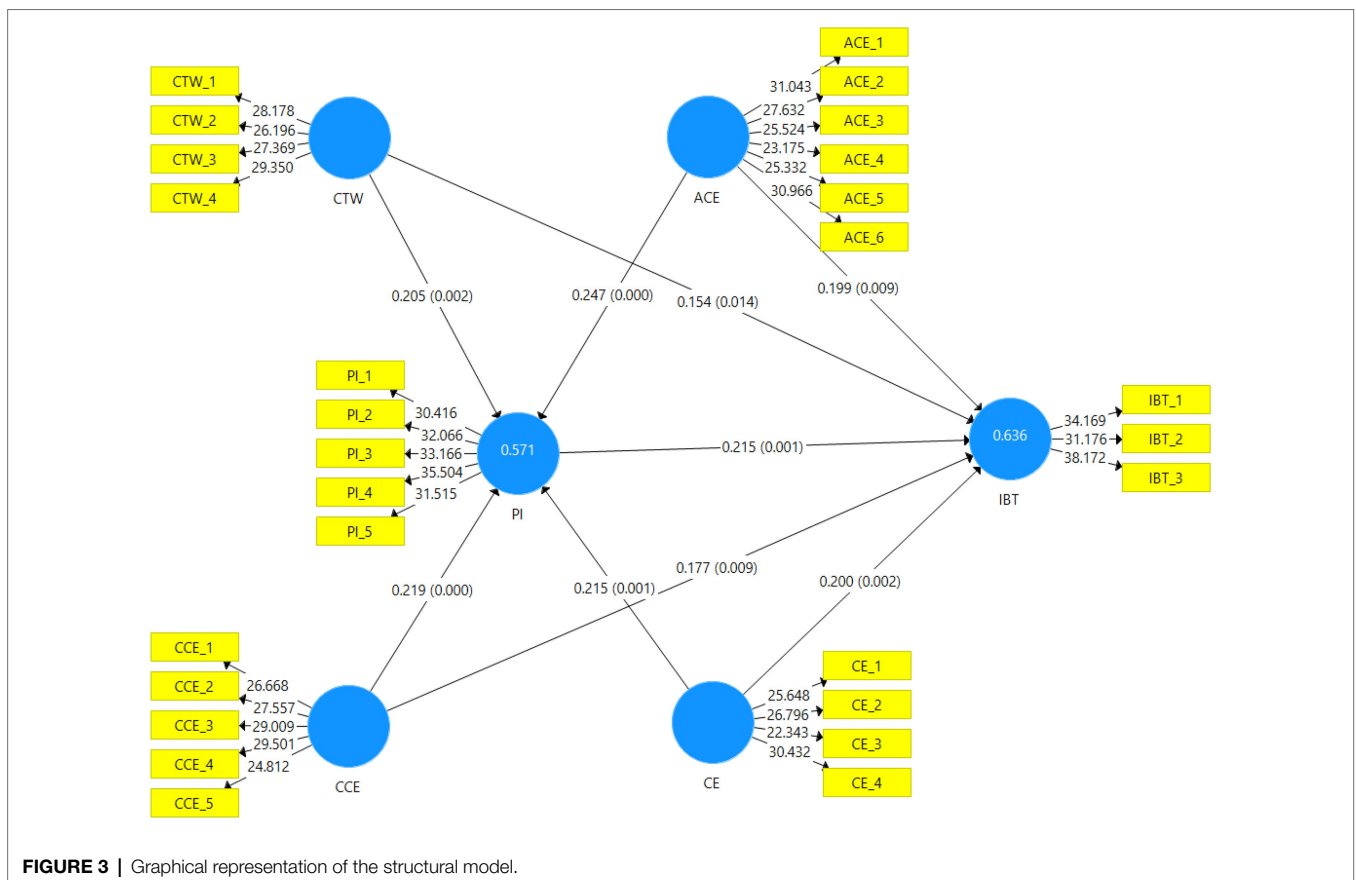 CTW_1
CTW_2
CTW_3
CTW_4
28.178
26.196
27.369
29.350
CTW
ACE_1
ACE_2
ACE_3
ACE_4
ACE_5
ACE_6
31.043
27.632
25.524
23.175
25.332
30.966
ACE
0.205 (0.002)
0.247 (0.000)
0.154 (0.014)
0.199 (0.009)
PI_1
PI_2
PI_3
PI_4
PI_5
30.416
32.066
33.166
35.504
31.515
0.571
PI
0.215 (0.001)
0.636
IBT
34.169
31.176
38.172
IBT_1
IBT_2
IBT_3
0.219 (0.000)
0.215 (0.001)
0.177 (0.009)
0.200 (0.002)
CCE_1
CCE_2
CCE_3
CCE_4
CCE_5
26.668
27.557
29.009
29.501
24.812
CCE
CE_1
CE_2
CE_3
CE_4
25.648
26.796
22.343
30.432
CE
FIGURE 3 | Graphical representation of the structural model.